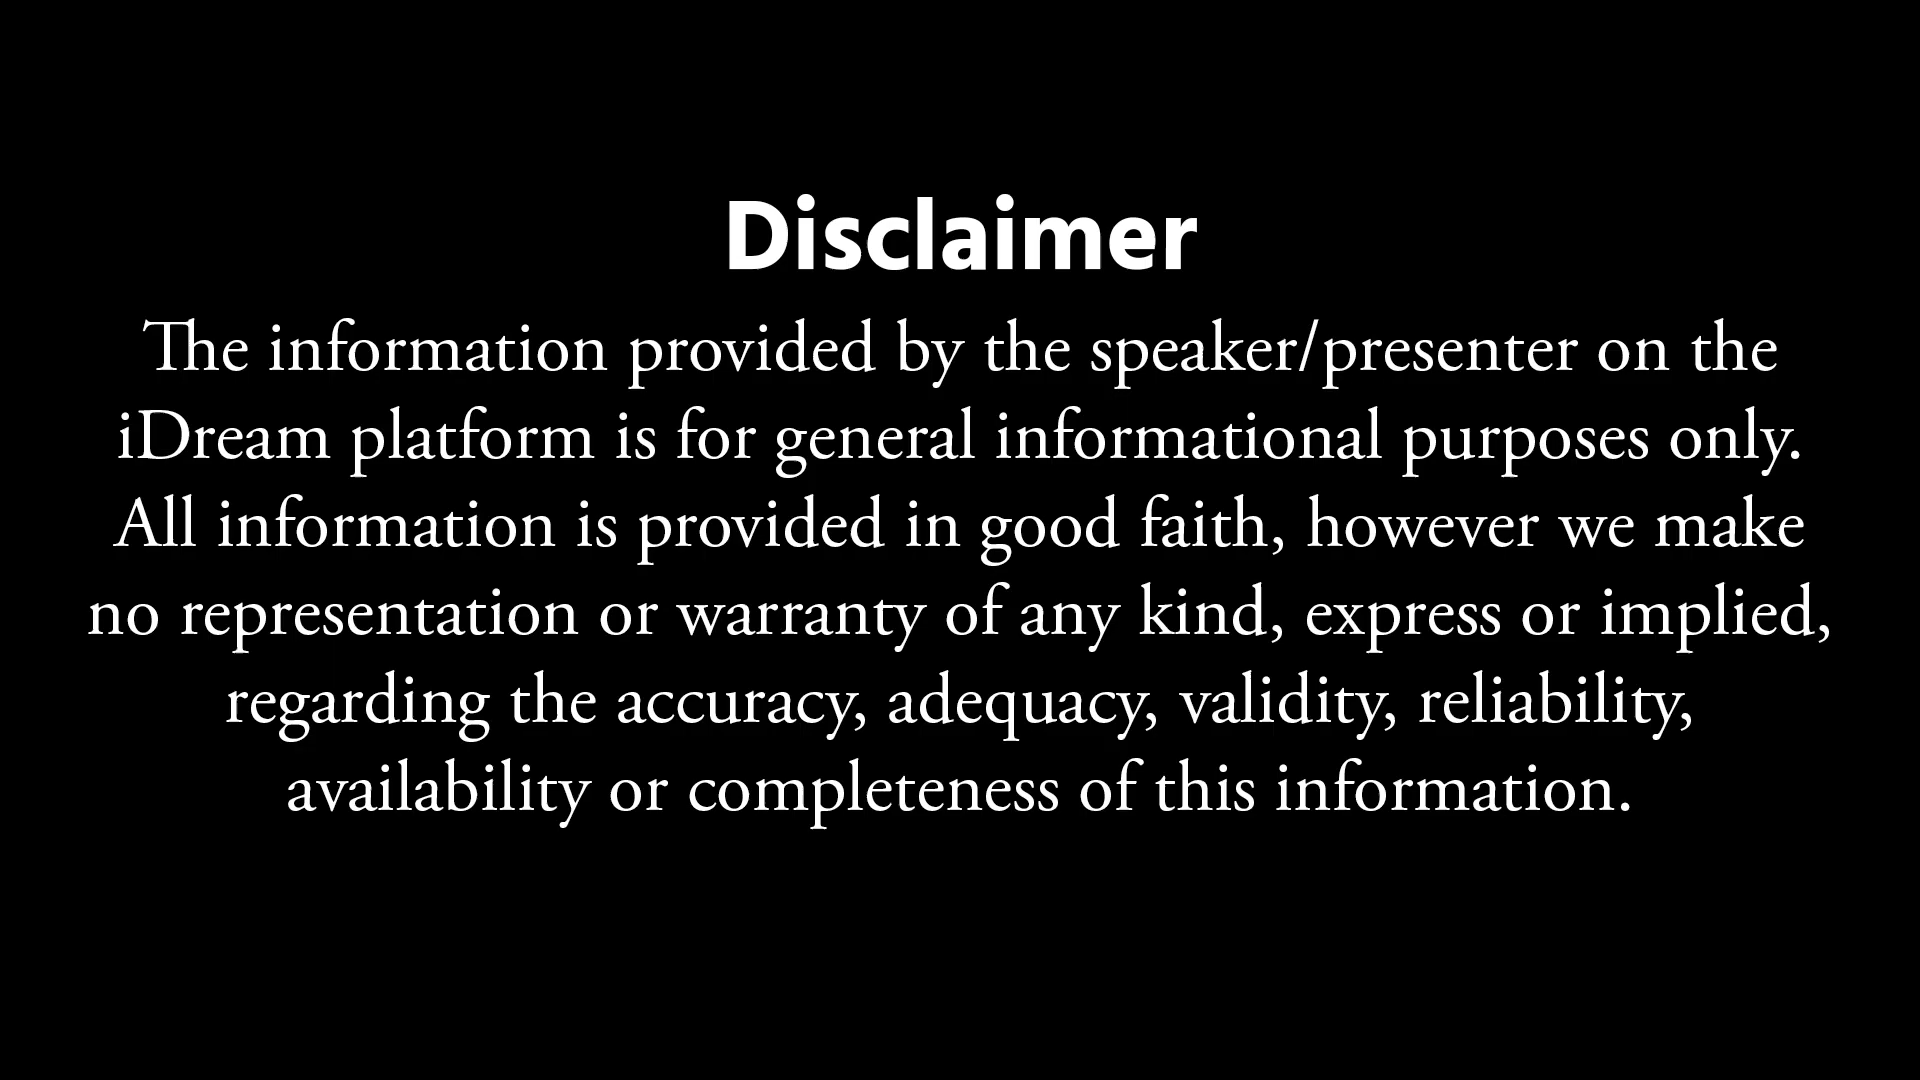 Disclaimer
The information provided by the speaker/presenter on the
iDream platform is for general informational purposes only.
All information is provided in good faith, however we make
no representation or warranty of any kind, express or implied,
regarding the accuracy, adequacy, validity, reliability,
availability or completeness of this information.